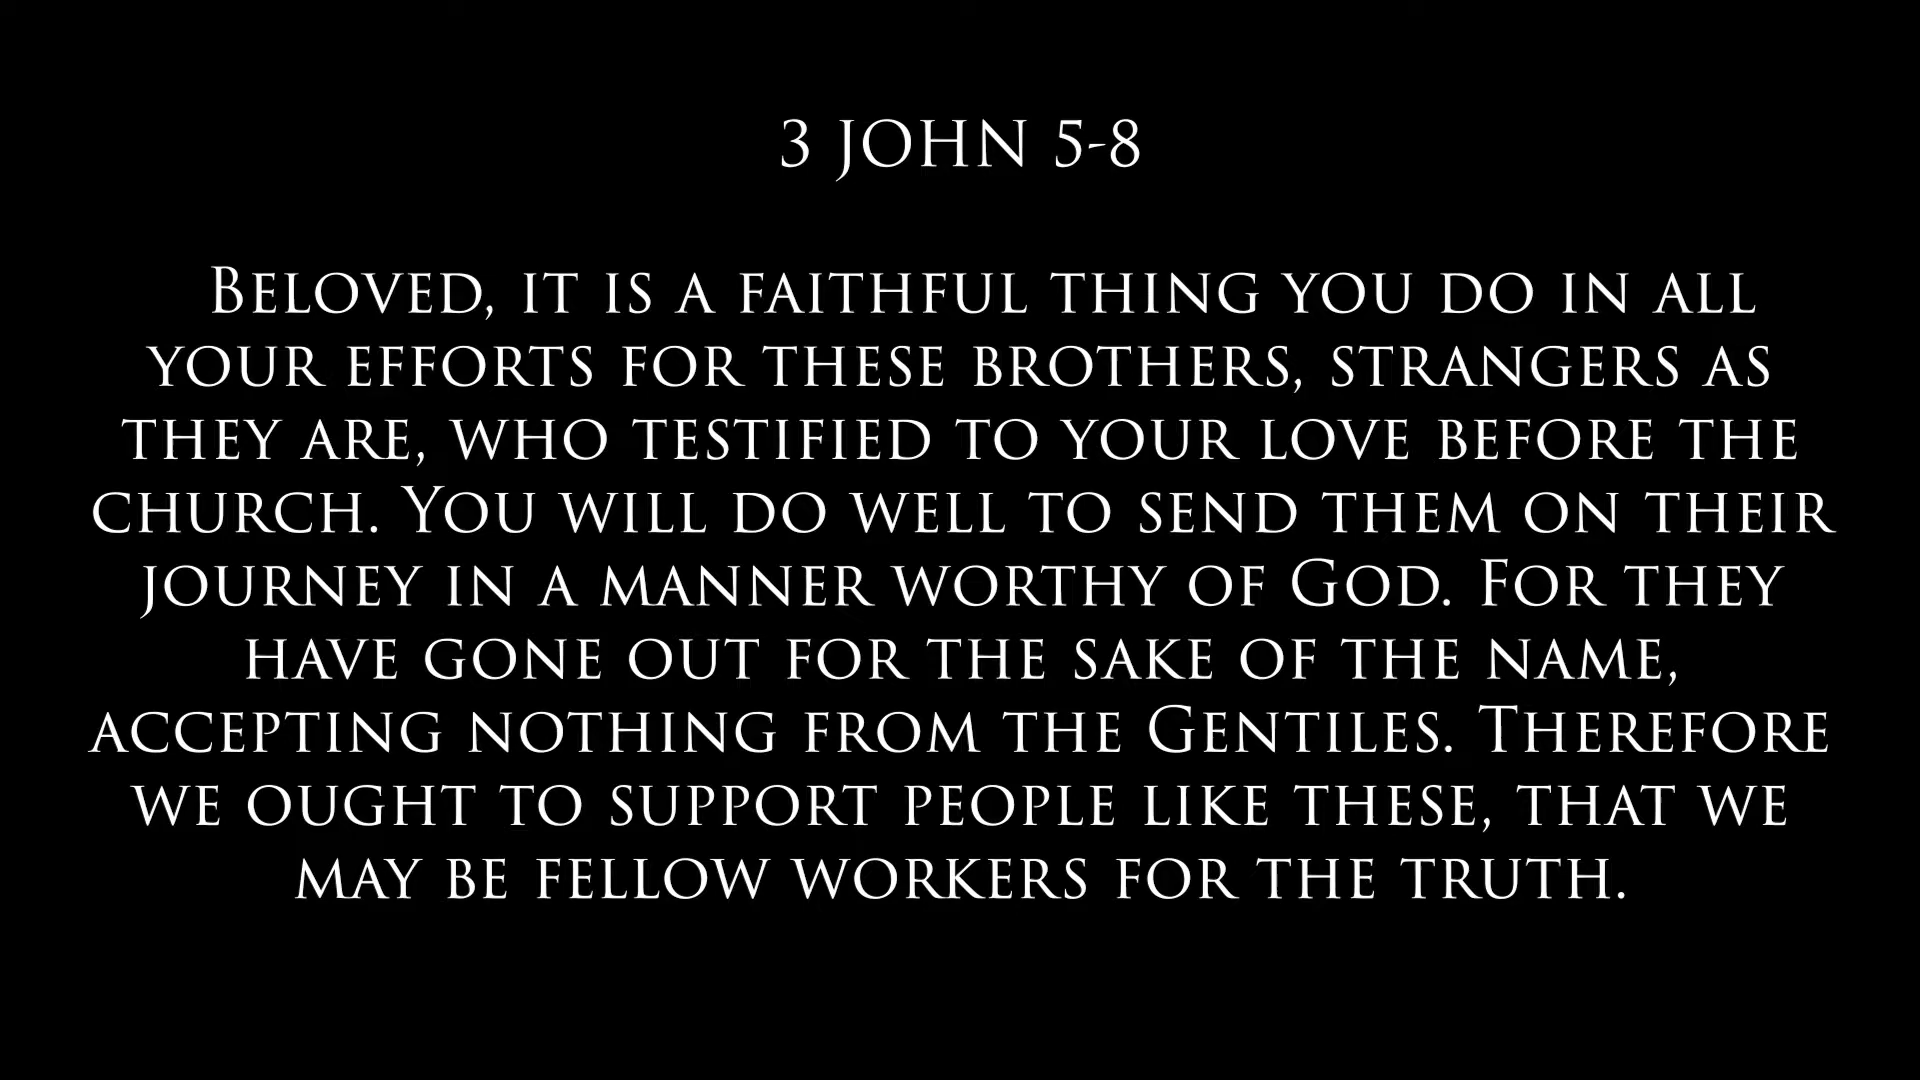 3 JOHN 5-8
Beloved, it is a faithful thing you do in all
your efforts for these brothers, strangers as
they are, who testified to your love before the
church. You will do well to send them on their
journey in a manner worthy of God. For they
have gone out for the sake of the name,
accepting nothing from the Gentiles. Therefore
we ought to support people like these, that we
may be fellow workers for the truth.